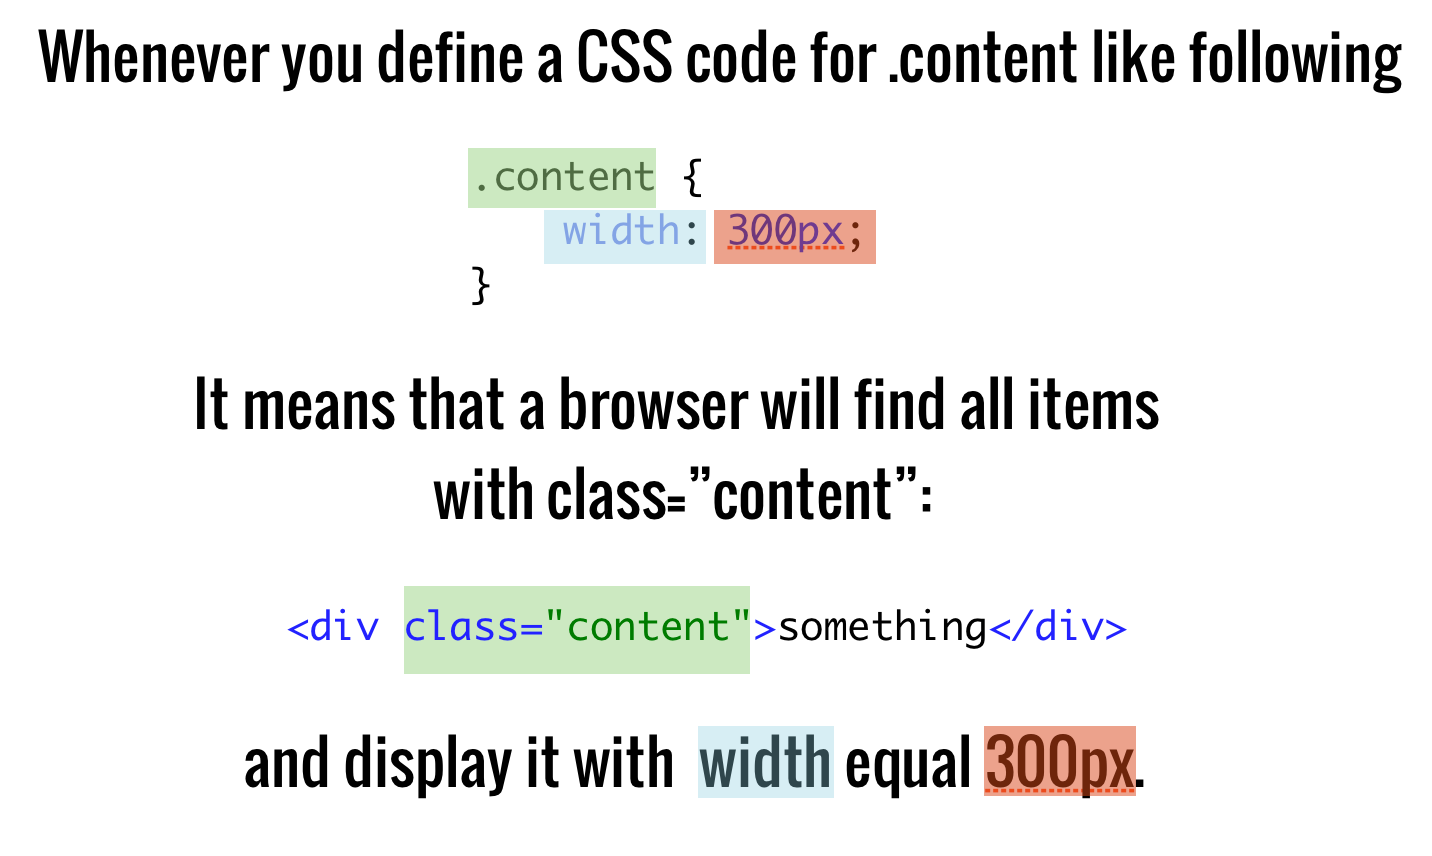 Whenever you define a CSS code for .content like following
.content {
width: 300px;
}
It means that a browser will find all items
with class=”content”:
<div class="content">something</div>
and display it with width equal 300px.